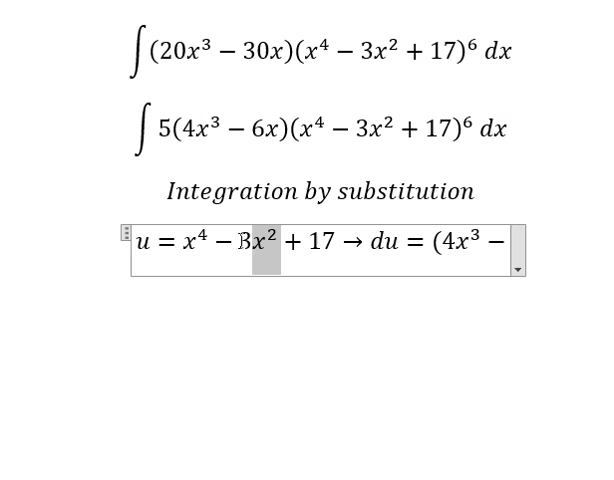 ∫(20x³ − 30x)(x⁴ − 3x² + 17)⁶ dx
∫ 5(4x³ − 6x)(x⁴ − 3x² + 17)⁶ dx
Integration by substitution
u = x⁴ − 3x² + 17 → du = (4x³ −